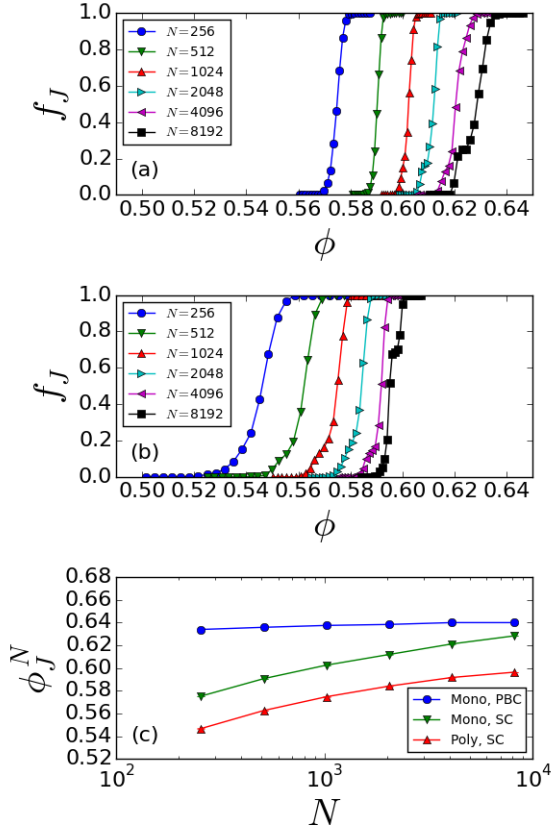 f_J
1.0
0.8
0.6
0.4
0.2
0.0
N=256
N=512
N=1024
N=2048
N=4096
N=8192
(a)
0.50 0.52 0.54 0.56 0.58 0.60 0.62 0.64
ϕ
f_J
1.0
0.8
0.6
0.4
0.2
0.0
N=256
N=512
N=1024
N=2048
N=4096
N=8192
(b)
0.50 0.52 0.54 0.56 0.58 0.60 0.62 0.64
ϕ
ϕ_J^N
0.68
0.66
0.64
0.62
0.60
0.58
0.56
0.54
0.52
Mono, PBC
Mono, SC
Poly, SC
(c)
10^2 10^3 10^4
N